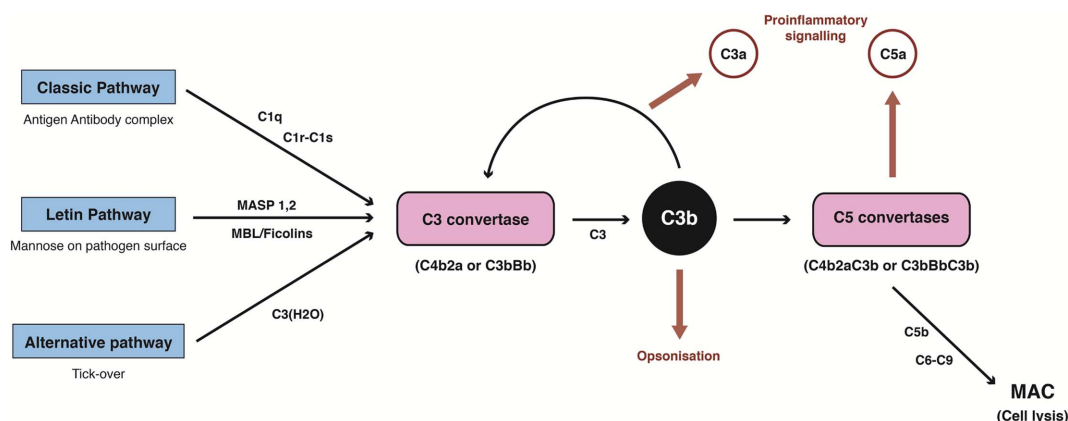 Proinflammatory
signalling
C3a
C5a
Classic Pathway
Antigen Antibody complex
C1q
C1r-C1s
Letin Pathway
Mannose on pathogen surface
MASP 1,2
MBL/Ficolins
C3 convertase
(C4b2a or C3bBb)
C3
C3b
C5 convertases
(C4b2aC3b or C3bBbC3b)
Alternative pathway
Tick-over
C3(H2O)
Opsonisation
C5b
C6-C9
MAC
(Cell lysis)